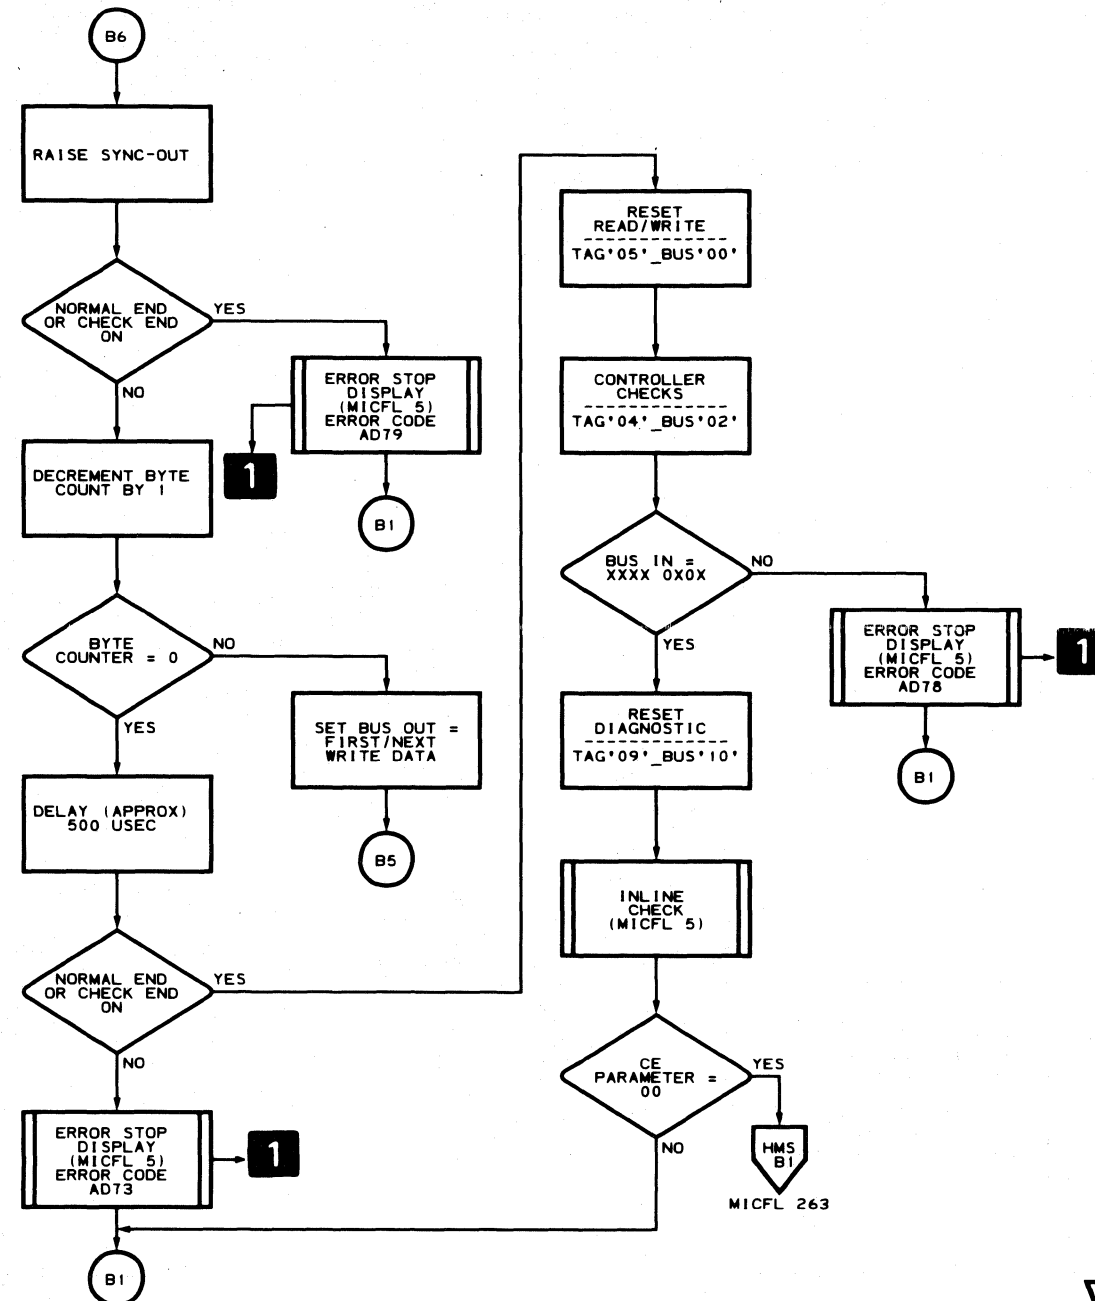 B6
RAISE SYNC-OUT
NORMAL END
OR CHECK END
ON
YES
NO
ERROR STOP
DISPLAY
(MICFL 5)
ERROR CODE
AD79
1
B1
DECREMENT BYTE
COUNT BY 1
BYTE
COUNTER = 0
NO
YES
SET BUS OUT =
FIRST/NEXT
WRITE DATA
B5
DELAY (APPROX)
500 USEC
NORMAL END
OR CHECK END
ON
YES
NO
ERROR STOP
DISPLAY
(MICFL 5)
ERROR CODE
AD73
1
B1
RESET
READ/WRITE
TAG'05'_BUS'00'
CONTROLLER
CHECKS
TAG'04'_BUS'02'
BUS IN =
XXXX 0X0X
NO
YES
ERROR STOP
DISPLAY
(MICFL 5)
ERROR CODE
AD78
1
B1
RESET
DIAGNOSTIC
TAG'09'_BUS'10'
INLINE
CHECK
(MICFL 5)
CE
PARAMETER =
00
YES
NO
HMS
B1
MICFL 263